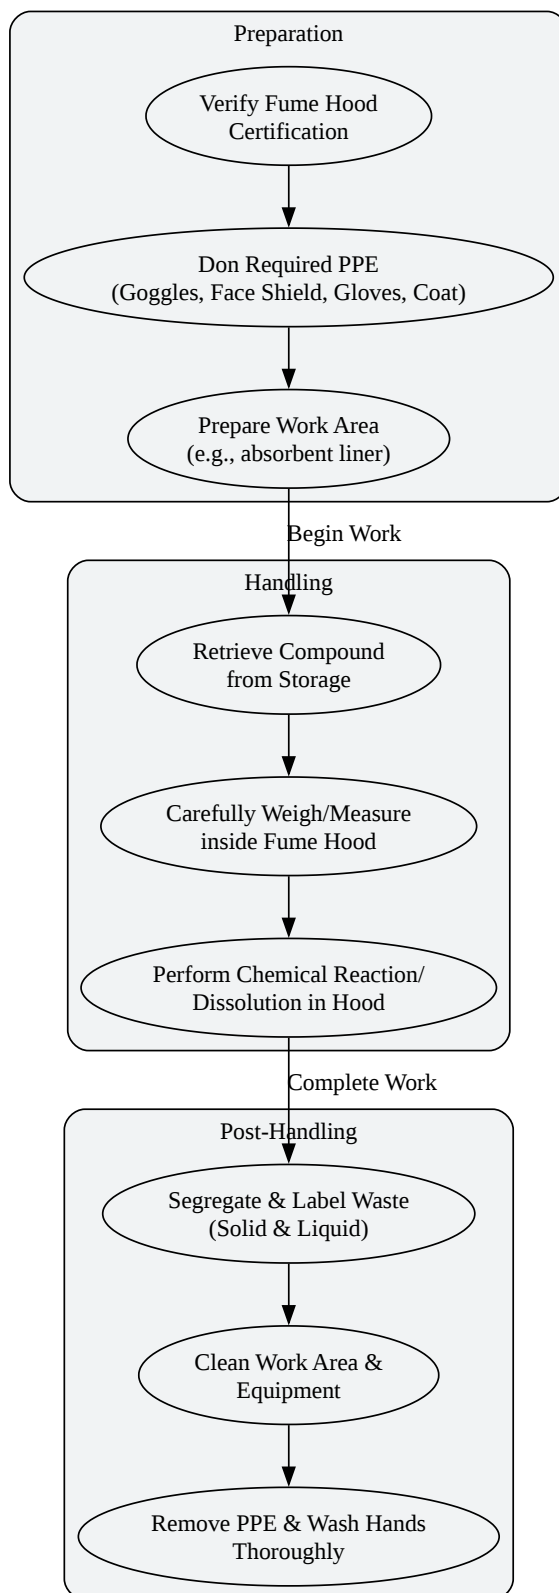 Preparation
Verify Fume Hood
Certification
Don Required PPE
(Goggles, Face Shield, Gloves, Coat)
Prepare Work Area
(e.g., absorbent liner)
Begin Work
Handling
Retrieve Compound
from Storage
Carefully Weigh/Measure
inside Fume Hood
Perform Chemical Reaction/
Dissolution in Hood
Complete Work
Post-Handling
Segregate & Label Waste
(Solid & Liquid)
Clean Work Area &
Equipment
Remove PPE & Wash Hands
Thoroughly